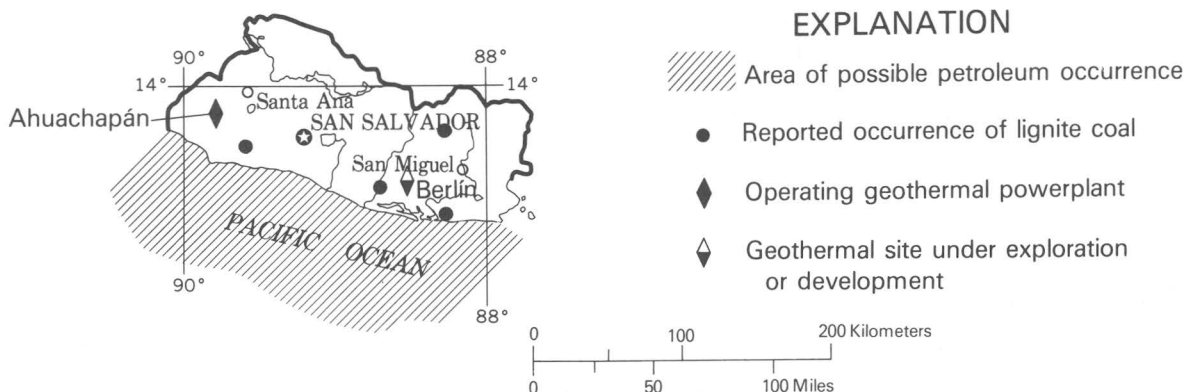 EXPLANATION
90°
88°
14°
14°
Area of possible petroleum occurrence
Santa Ana
Ahuachapán
SAN SALVADOR
Reported occurrence of lignite coal
San Miguel
Berlín
Operating geothermal powerplant
PACIFIC OCEAN
Geothermal site under exploration
or development
90°
88°
0 100 200 Kilometers
0 50 100 Miles